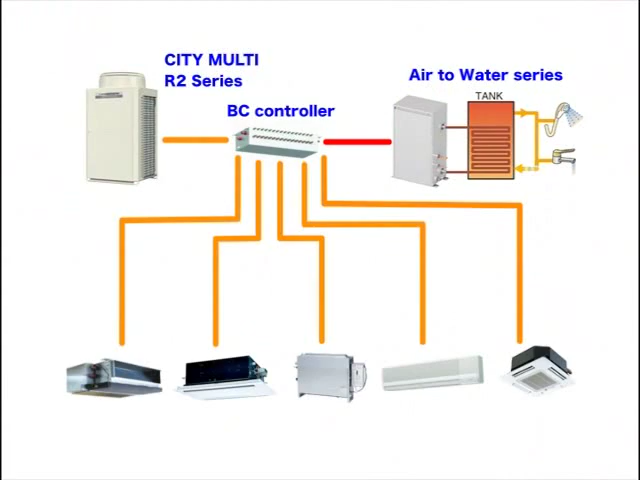 CITY MULTI
R2 Series
BC controller
Air to Water series
TANK